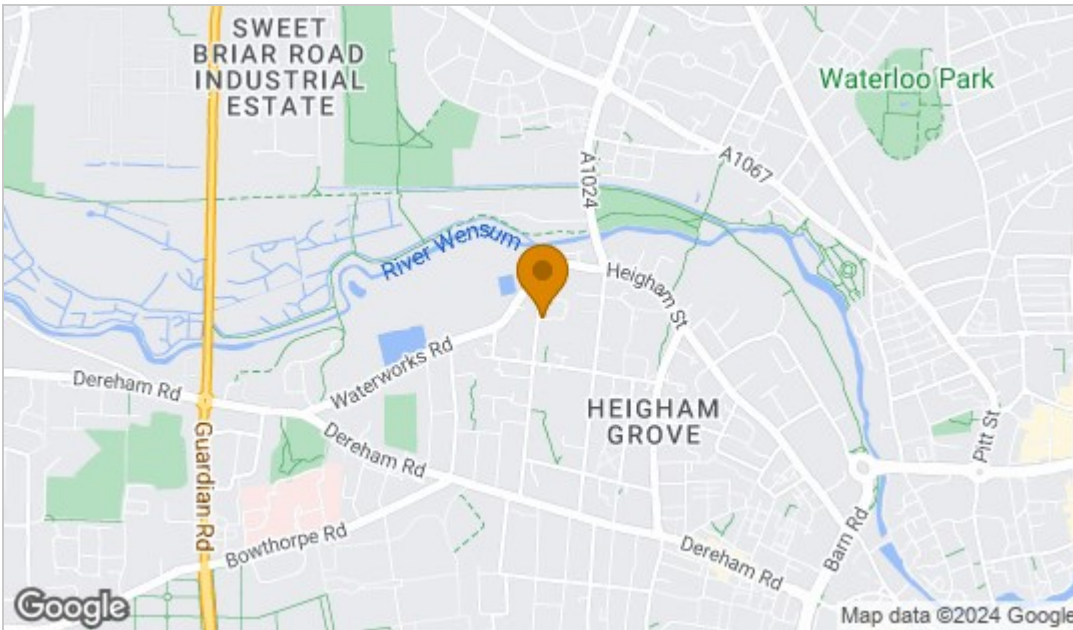 SWEET
BRIAR ROAD
INDUSTRIAL
ESTATE
Waterloo Park
A1067
A1024
River Wensum
Heigham St
Waterworks Rd
Dereham Rd
HEIGHAM
GROVE
Pitt St
Guardian Rd
Dereham Rd
Bowthorpe Rd
Dereham Rd
Barn Rd
Google
Map data ©2024 Google